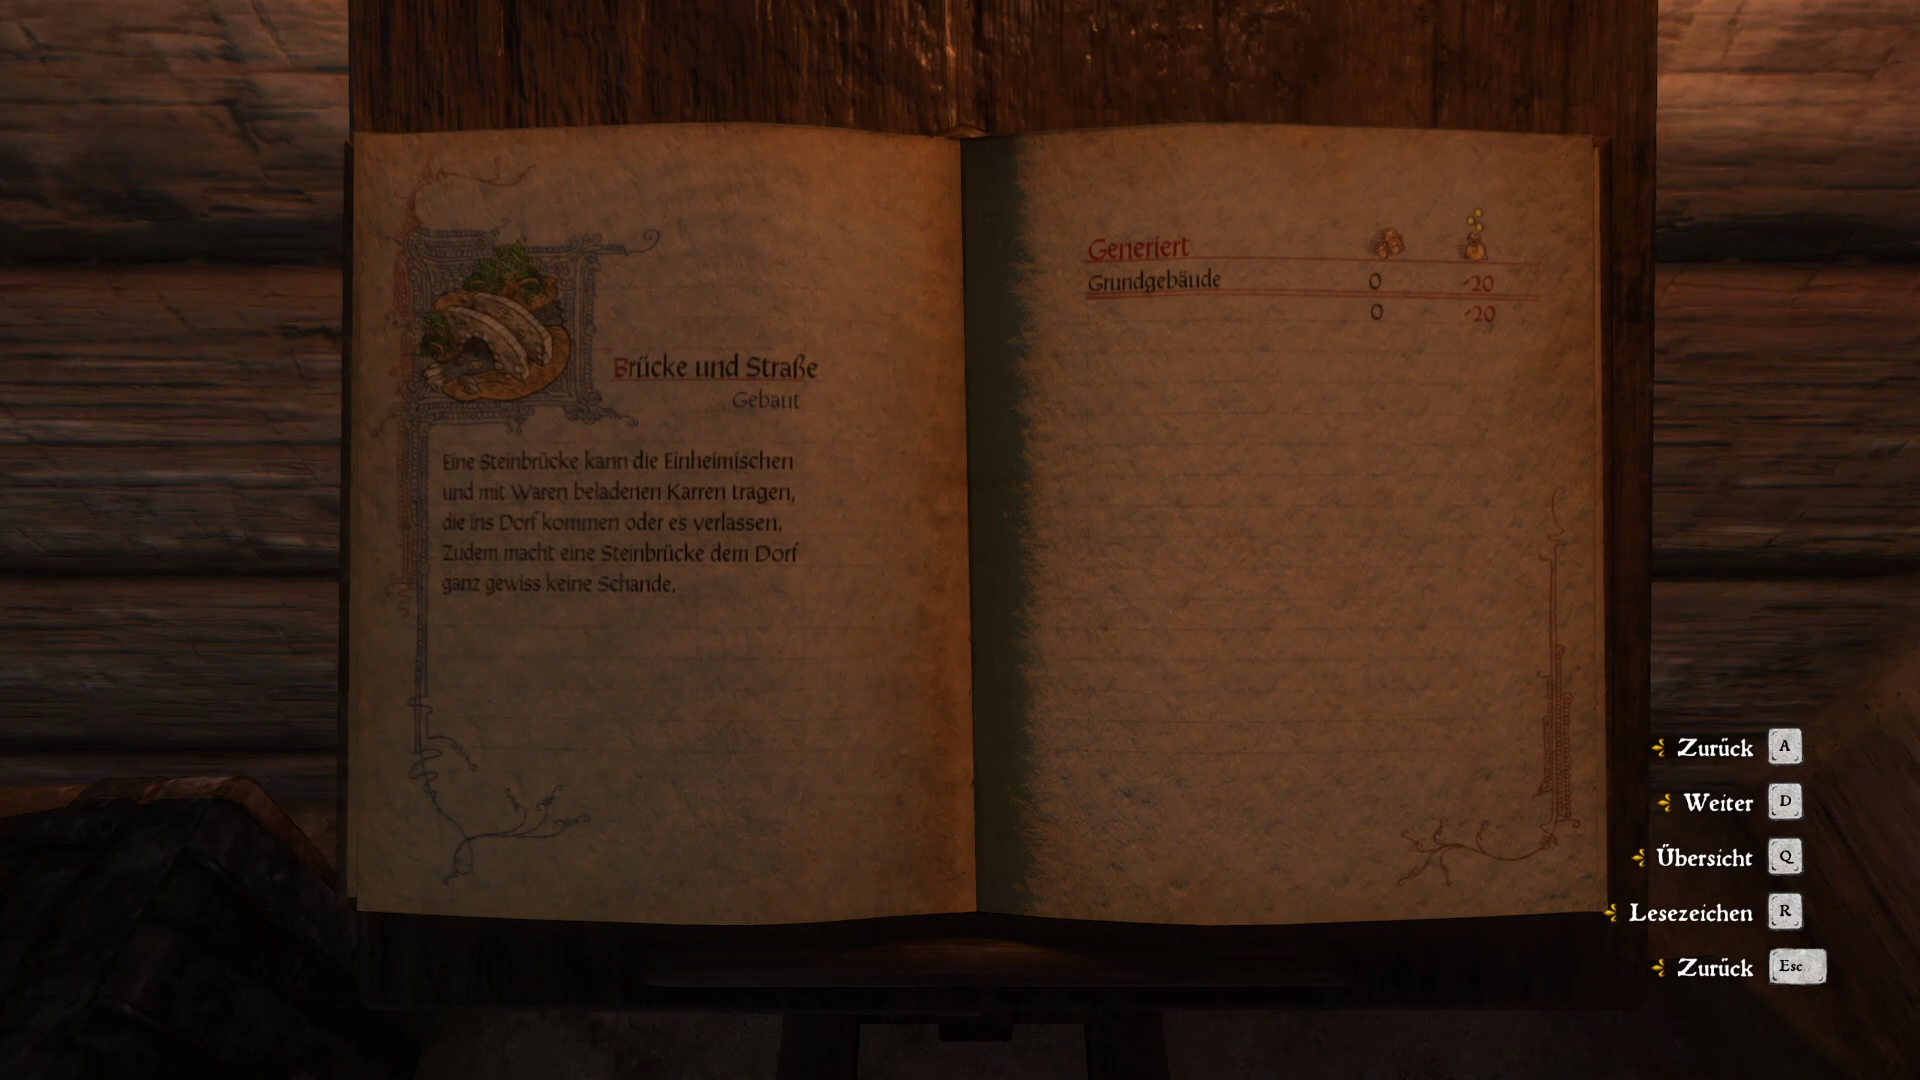 Brücke und Straße
Gebaut
Eine Steinbrücke kann die Einheimischen
und mit Waren beladenen Karren tragen,
die ins Dorf kommen oder es verlassen.
Zudem macht eine Steinbrücke dem Dorf
ganz gewiss keine Schande.
Generiert
Grundgebäude 0 -20
0 -20
Zurück A
Weiter D
Übersicht Q
Lesezeichen R
Zurück Esc